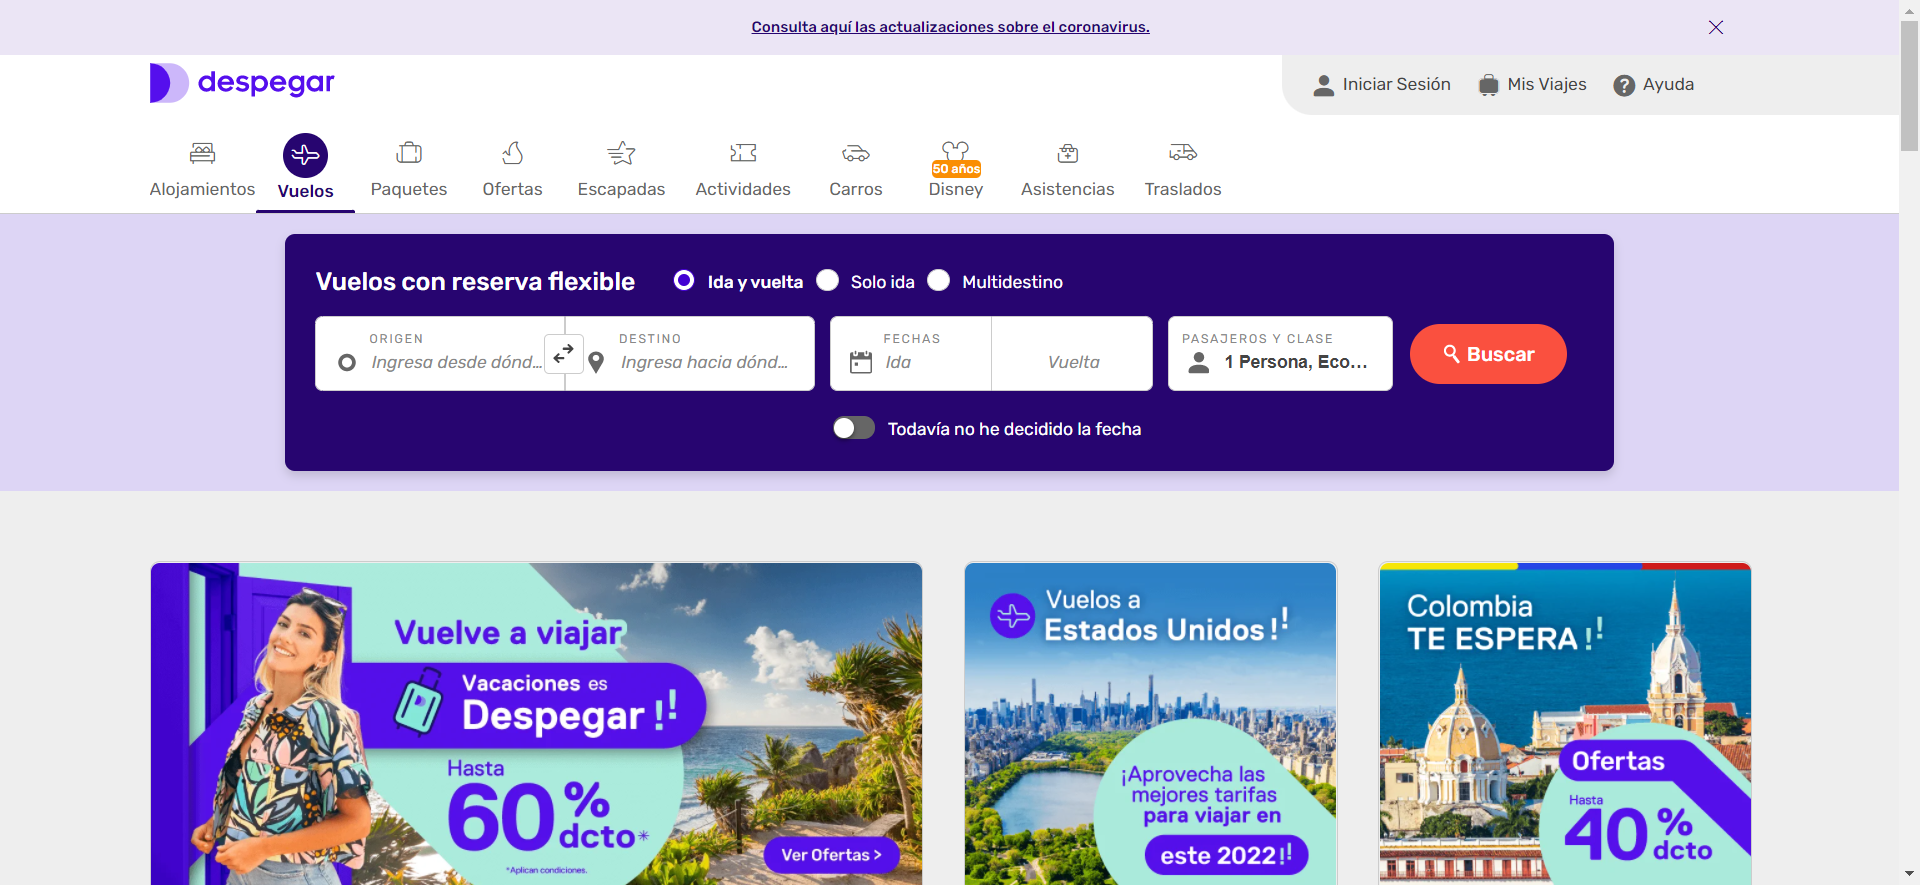 Consulta aquí las actualizaciones sobre el coronavirus.
despegar
Iniciar Sesión
Mis Viajes
Ayuda
Alojamientos
Vuelos
Paquetes
Ofertas
Escapadas
Actividades
Carros
50 años
Disney
Asistencias
Traslados
Vuelos con reserva flexible
Ida y vuelta
Solo ida
Multidestino
ORIGEN
Ingresa desde dónd...
DESTINO
Ingresa hacia dónd...
FECHAS
Ida
Vuelta
PASAJEROS Y CLASE
1 Persona, Eco...
Buscar
Todavía no he decidido la fecha
Vuelve a viajar
Vacaciones es
Despegar !!
Hasta
60%
dcto*
*Aplican condiciones.
Ver Ofertas >
Vuelos a
Estados Unidos!!
¡Aprovecha las
mejores tarifas
para viajar en
este 2022!!
Colombia
TE ESPERA!!
Ofertas
Hasta
40%
dcto